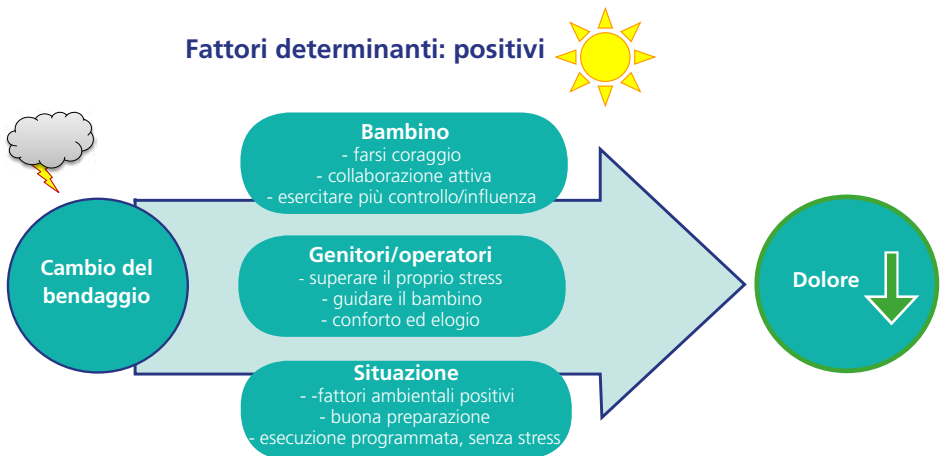 Fattori determinanti: positivi
Bambino
- farsi coraggio
- collaborazione attiva
- esercitare più controllo/influenza
Cambio del
bendaggio
Genitori/operatori
- superare il proprio stress
- guidare il bambino
- conforto ed elogio
Dolore
Situazione
- -fattori ambientali positivi
- buona preparazione
- esecuzione programmata, senza stress